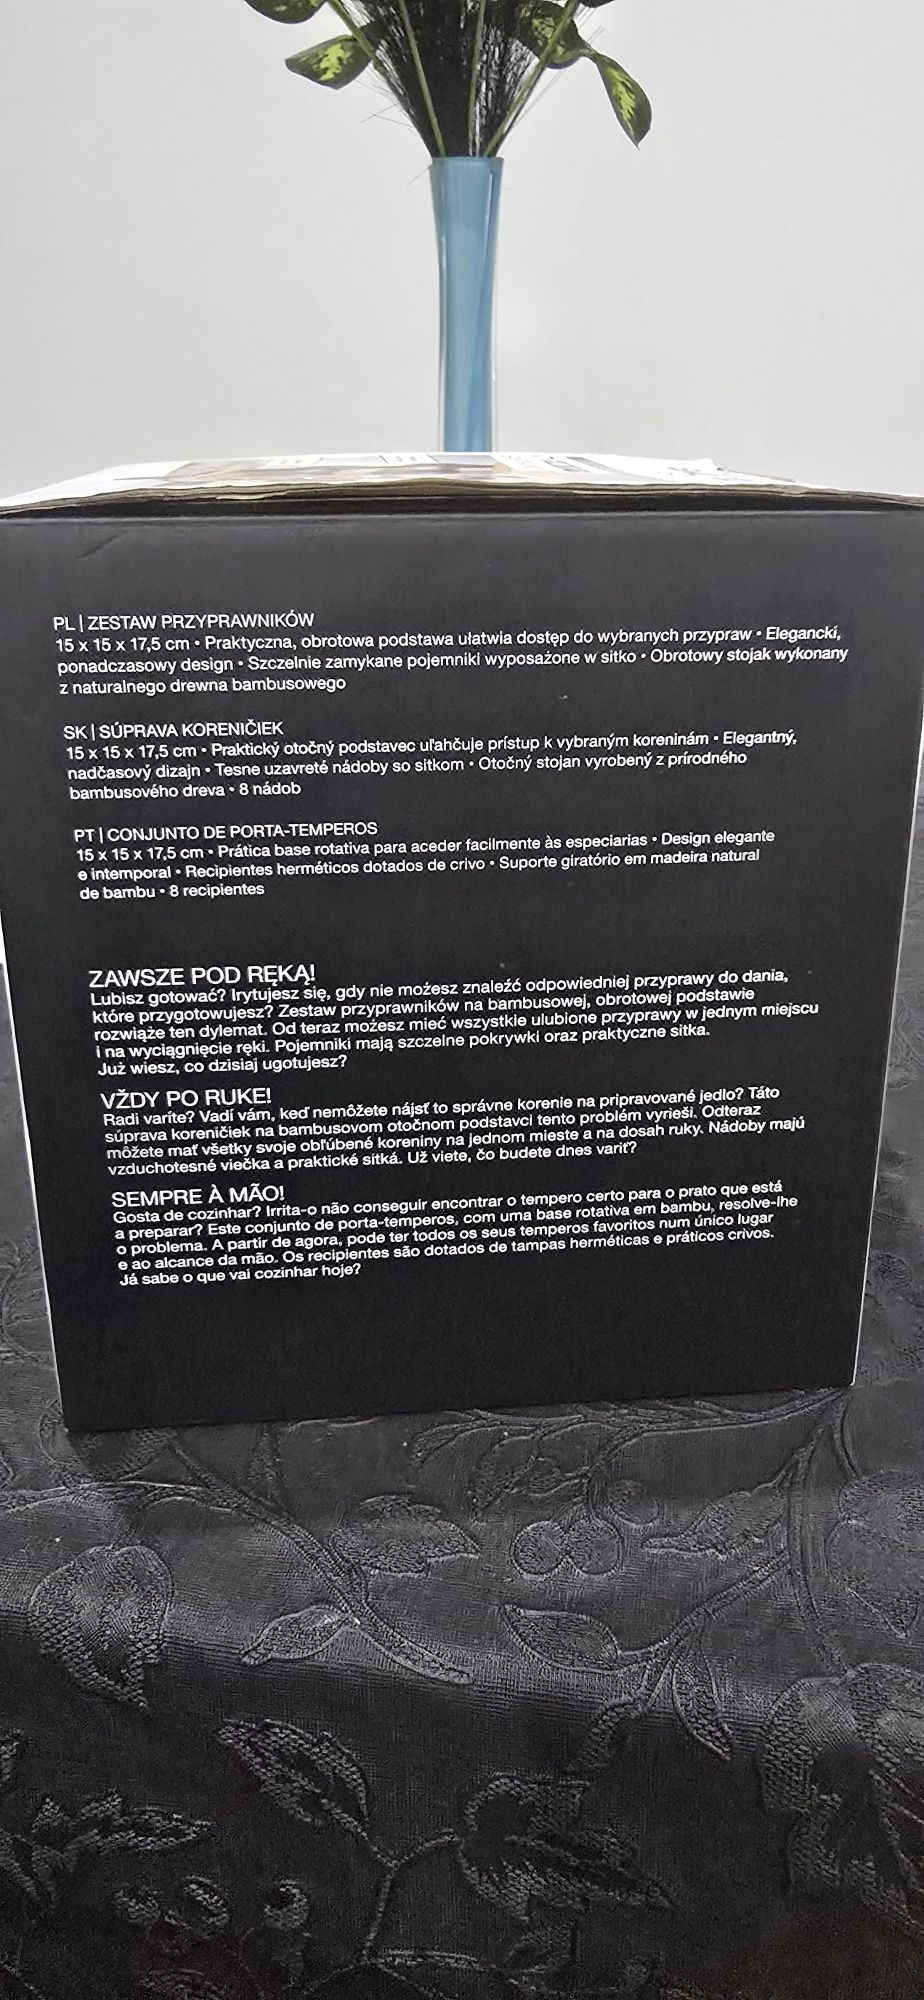 PL | ZESTAW PRZYPRAWNIKÓW
15 x 15 x 17,5 cm • Praktyczna, obrotowa podstawa ułatwia dostęp do wybranych przypraw • Elegancki,
ponadczasowy design • Szczelnie zamykane pojemniki wyposażone w sitko • Obrotowy stojak wykonany
z naturalnego drewna bambusowego
SK | SÚPRAVA KORENIČIEK
15 x 15 x 17,5 cm • Praktický otočný podstavec uľahčuje prístup k vybraným koreninám • Elegantný,
nadčasový dizajn • Tesne uzavreté nádoby so sitkom • Otočný stojan vyrobený z prírodného
bambusového dreva • 8 nádob
PT | CONJUNTO DE PORTA-TEMPEROS
15 x 15 x 17,5 cm • Prática base rotativa para aceder facilmente às especiarias • Design elegante
e intemporal • Recipientes herméticos dotados de crivo • Suporte giratório em madeira natural
de bambu • 8 recipientes
ZAWSZE POD RĘKĄ!
Lubisz gotować? Irytujesz się, gdy nie możesz znaleźć odpowiedniej przyprawy do dania,
które przygotowujesz? Zestaw przyprawników na bambusowej, obrotowej podstawie
rozwiąże ten dylemat. Od teraz możesz mieć wszystkie ulubione przyprawy w jednym miejscu
i na wyciągnięcie ręki. Pojemniki mają szczelne pokrywki oraz praktyczne sitka.
Już wiesz, co dzisiaj ugotujesz?
VŽDY PO RUKE!
Radi varíte? Vadí vám, keď nemôžete nájsť to správne korenie na pripravované jedlo? Táto
súprava koreničiek na bambusovom otočnom podstavci tento problém vyrieši. Odteraz
môžete mať všetky svoje obľúbené koreniny na jednom mieste a na dosah ruky. Nádoby majú
vzduchotesné viečka a praktické sitká. Už viete, čo budete dnes variť?
SEMPRE À MÃO!
Gosta de cozinhar? Irrita-o não conseguir encontrar o tempero certo para o prato que está
a preparar? Este conjunto de porta-temperos, com uma base rotativa em bambu, resolve-lhe
o problema. A partir de agora, pode ter todos os seus temperos favoritos num único lugar
e ao alcance da mão. Os recipientes são dotados de tampas herméticas e práticos crivos.
Já sabe o que vai cozinhar hoje?